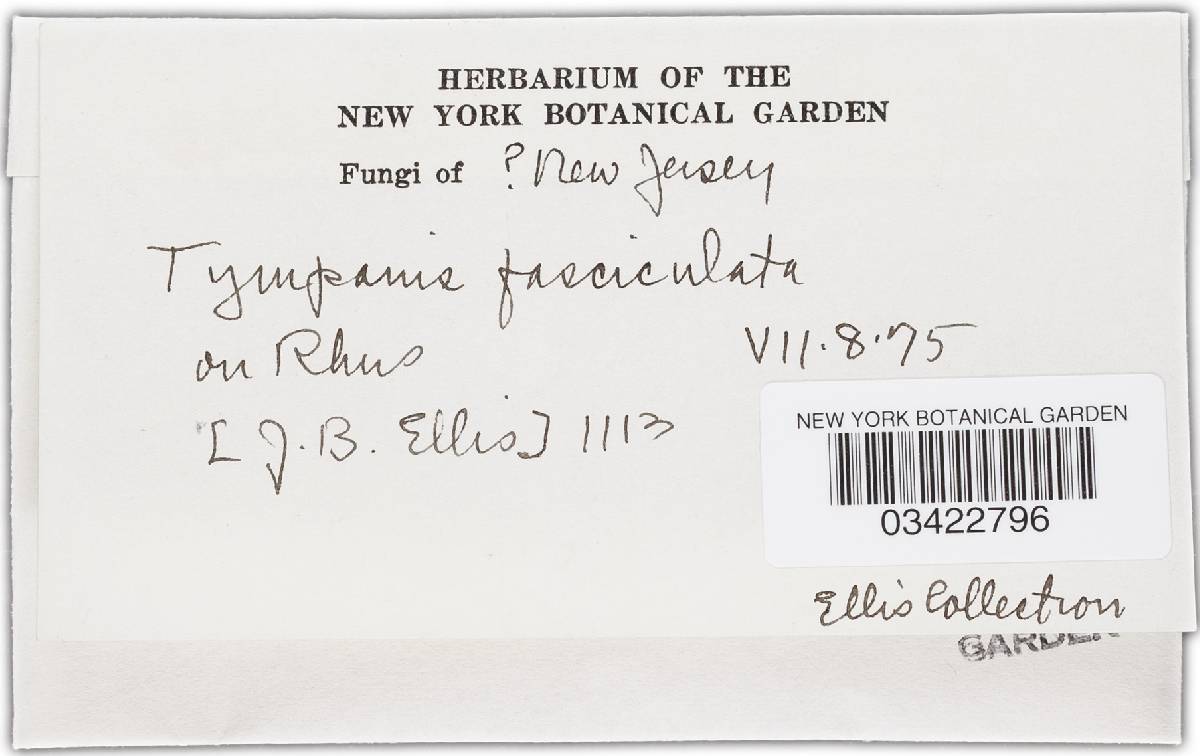 HERBARIUM OF THE
NEW YORK BOTANICAL GARDEN
Fungi of ? New Jersey
Tympanis fasciculata
on Rhus VII.8.'75
[J.B. Ellis] 1113
NEW YORK BOTANICAL GARDEN
03422796
Ellis Collection
GARDEN